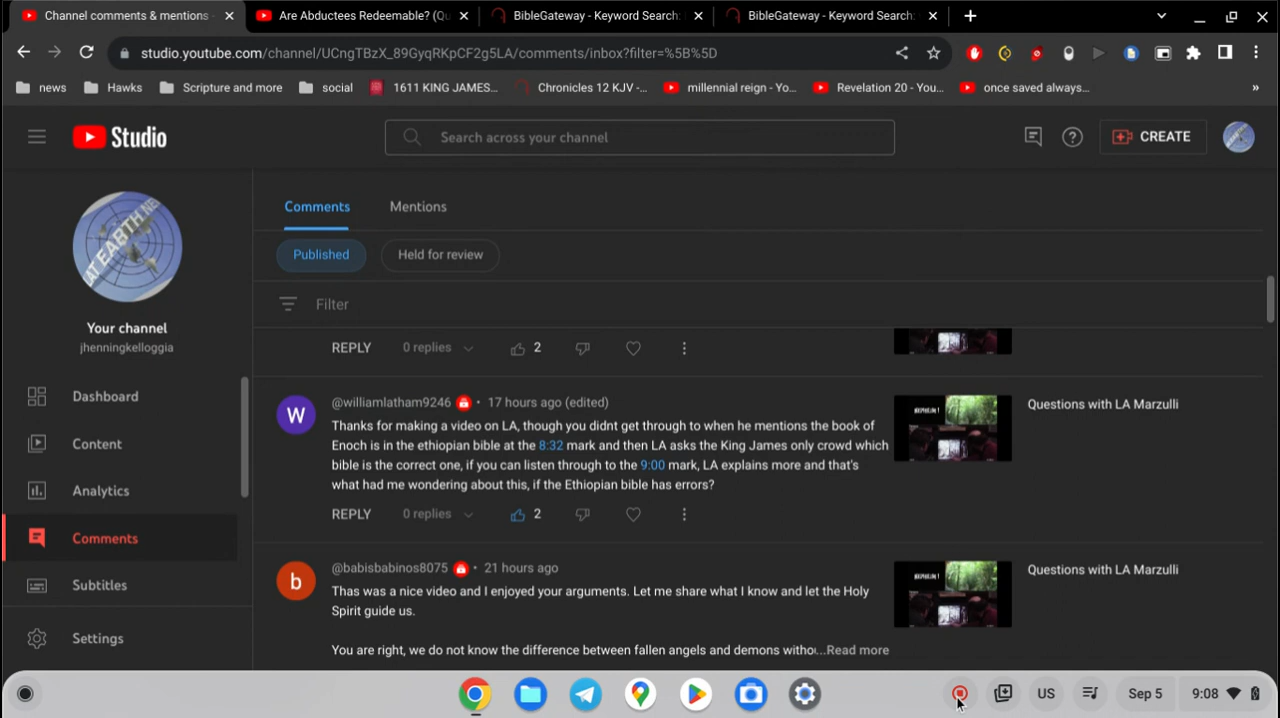 Channel comments & mentions
Are Abductees Redeemable? (Qu
BibleGateway - Keyword Search:
BibleGateway - Keyword Search:
studio.youtube.com/channel/UCngTBzX_89GyqRKpCF2g5LA/comments/inbox?filter=%5B%5D
news
Hawks
Scripture and more
social
1611 KING JAMES...
Chronicles 12 KJV -...
millennial reign - Yo...
Revelation 20 - You...
once saved always...
»
Studio
Search across your channel
CREATE
LAT EARTH NE
Your channel
jhenningkelloggia
Dashboard
Content
Analytics
Comments
Subtitles
Settings
Comments
Mentions
Published
Held for review
Filter
REPLY
0 replies
2
W
@williamlatham9246 • 17 hours ago (edited)
Thanks for making a video on LA, though you didnt get through to when he mentions the book of
Enoch is in the ethiopian bible at the 8:32 mark and then LA asks the King James only crowd which
bible is the correct one, if you can listen through to the 9:00 mark, LA explains more and that's
what had me wondering about this, if the Ethiopian bible has errors?
REPLY
0 replies
2
Questions with LA Marzulli
b
@babisbabinos8075 • 21 hours ago
Thas was a nice video and I enjoyed your arguments. Let me share what I know and let the Holy
Spirit guide us.
You are right, we do not know the difference between fallen angels and demons witho...Read more
Questions with LA Marzulli
US
Sep 5
9:08